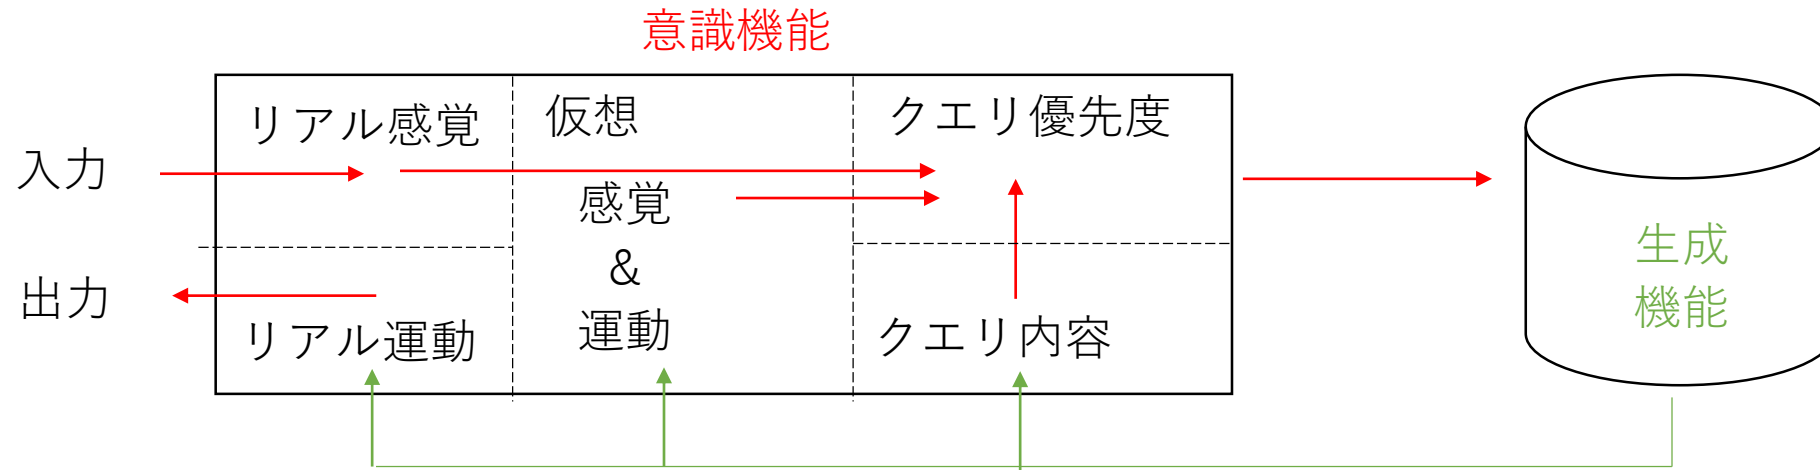 意識機能
入力
出力
リアル感覚
リアル運動
仮想
感覚
&
運動
クエリ優先度
クエリ内容
生成
機能